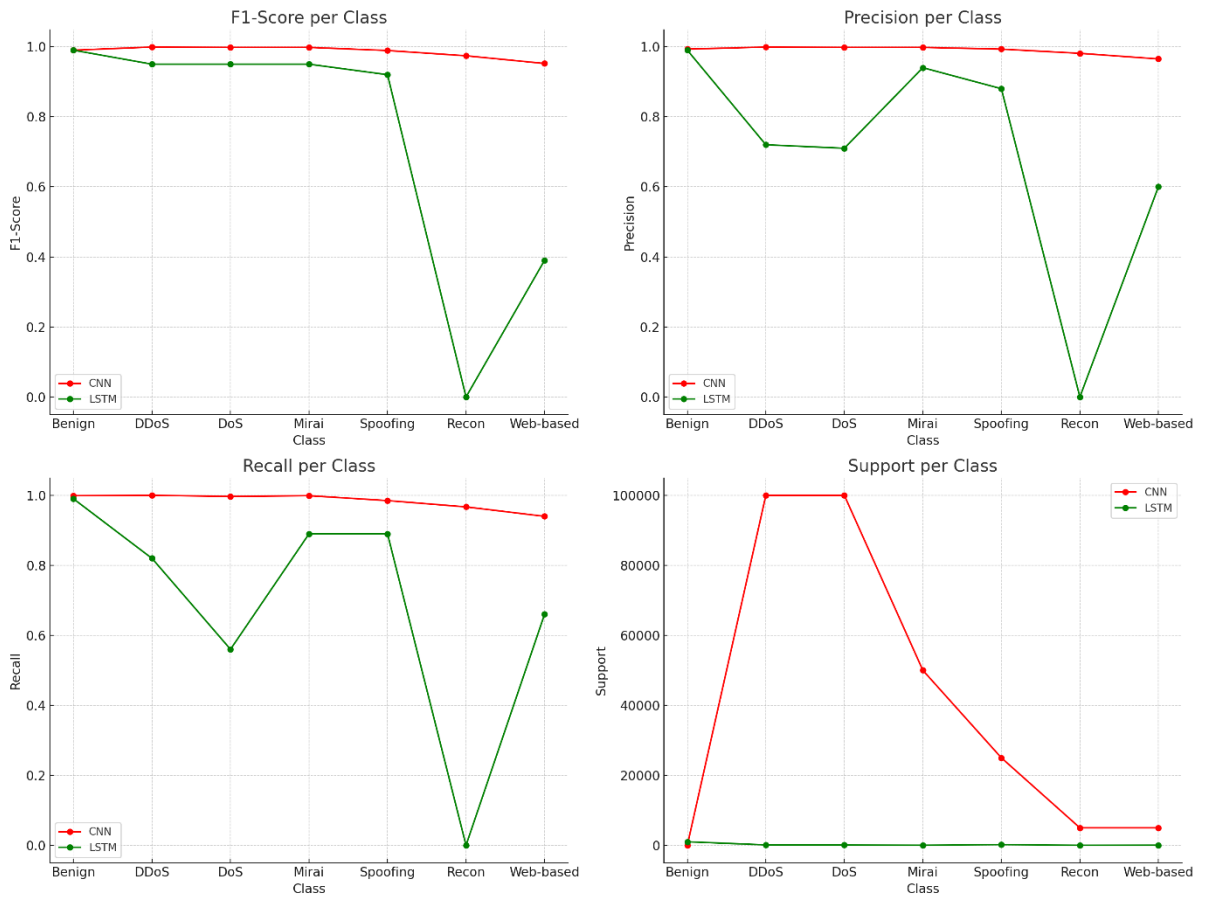 F1-Score per Class
F1-Score
1.0
0.8
0.6
0.4
0.2
0.0
CNN
LSTM
Benign DDoS DoS Mirai Spoofing Recon Web-based
Class
Precision per Class
Precision
1.0
0.8
0.6
0.4
0.2
0.0
CNN
LSTM
Benign DDoS DoS Mirai Spoofing Recon Web-based
Class
Recall per Class
Recall
1.0
0.8
0.6
0.4
0.2
0.0
CNN
LSTM
Benign DDoS DoS Mirai Spoofing Recon Web-based
Class
Support per Class
Support
100000
80000
60000
40000
20000
0
CNN
LSTM
Benign DDoS DoS Mirai Spoofing Recon Web-based
Class